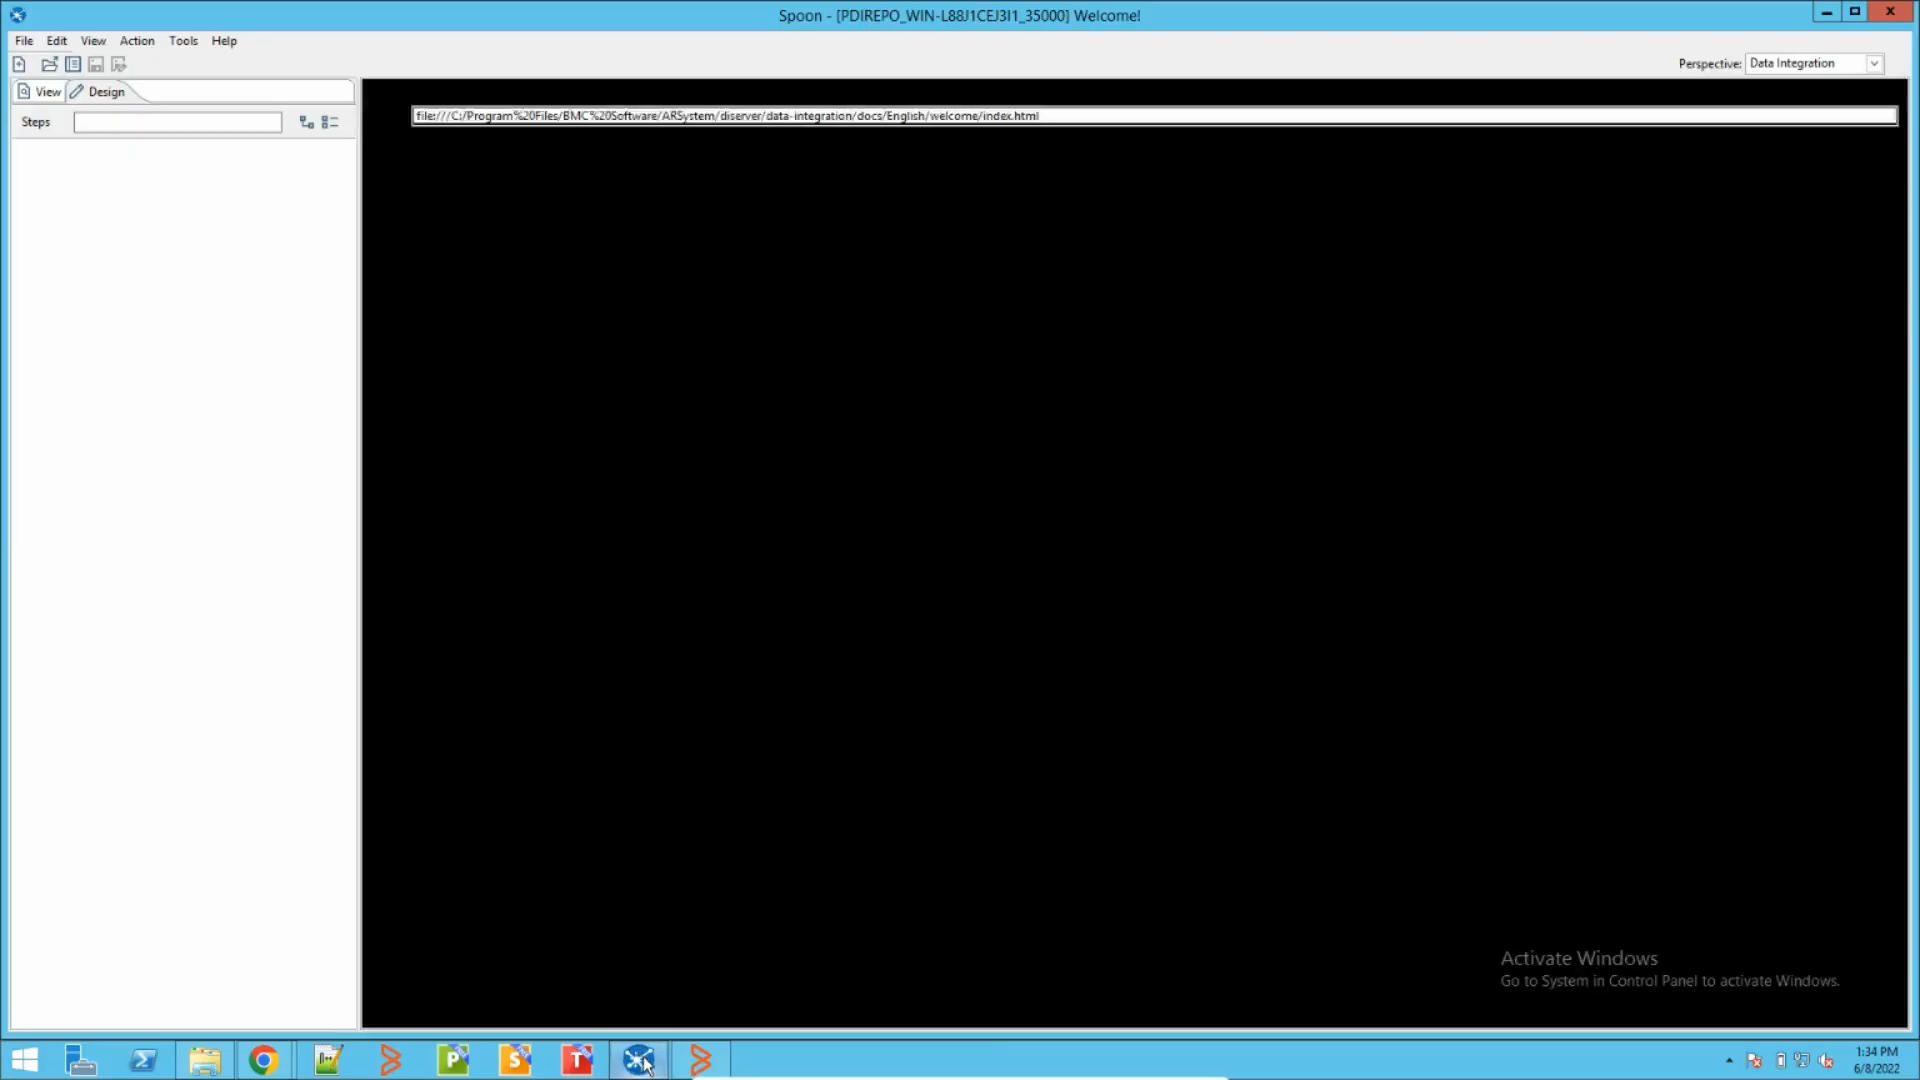 Spoon - [PDIREPO_WIN-L88J1CEJ3I1_35000] Welcome!
File Edit View Action Tools Help
Perspective: Data Integration
View Design
Steps
file:///C:/Program%20Files/BMC%20Software/ARSystem/diserver/data-integration/docs/English/welcome/index.html
Activate Windows
Go to System in Control Panel to activate Windows.
P S T
1:34 PM
6/8/2022